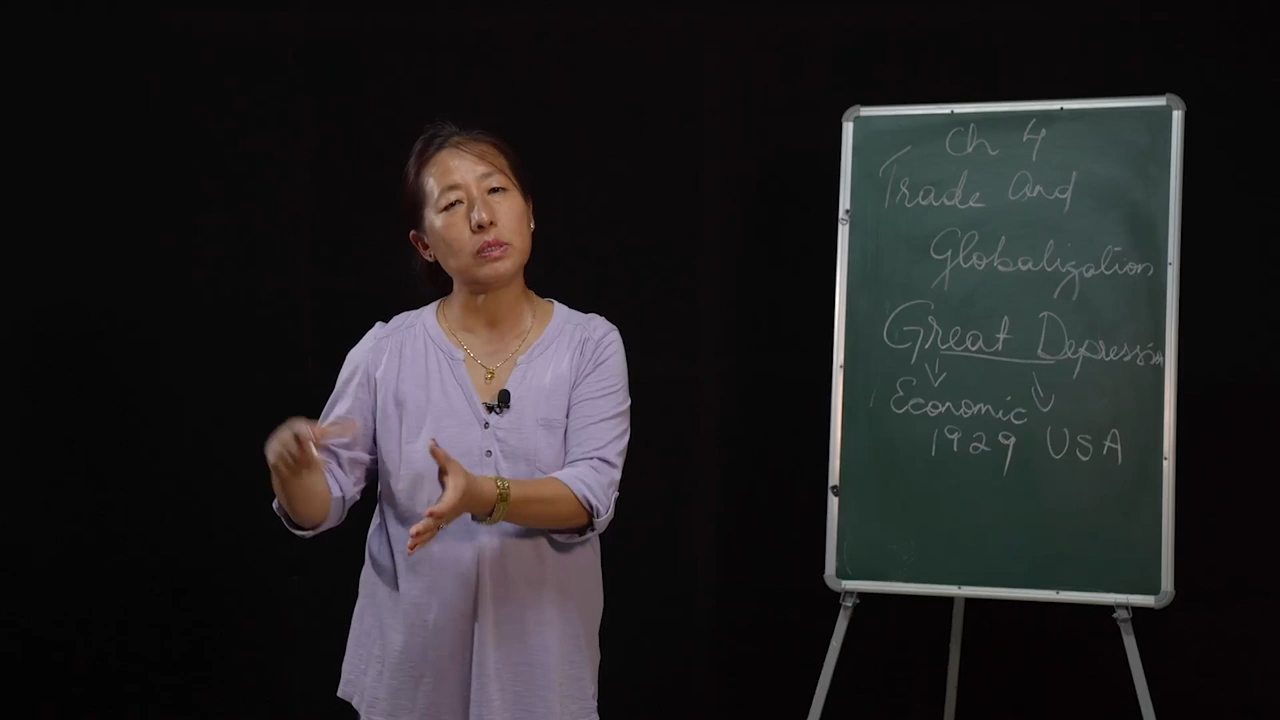 Ch 4
Trade and
Globalization
Great Depression
Economic
1929 USA